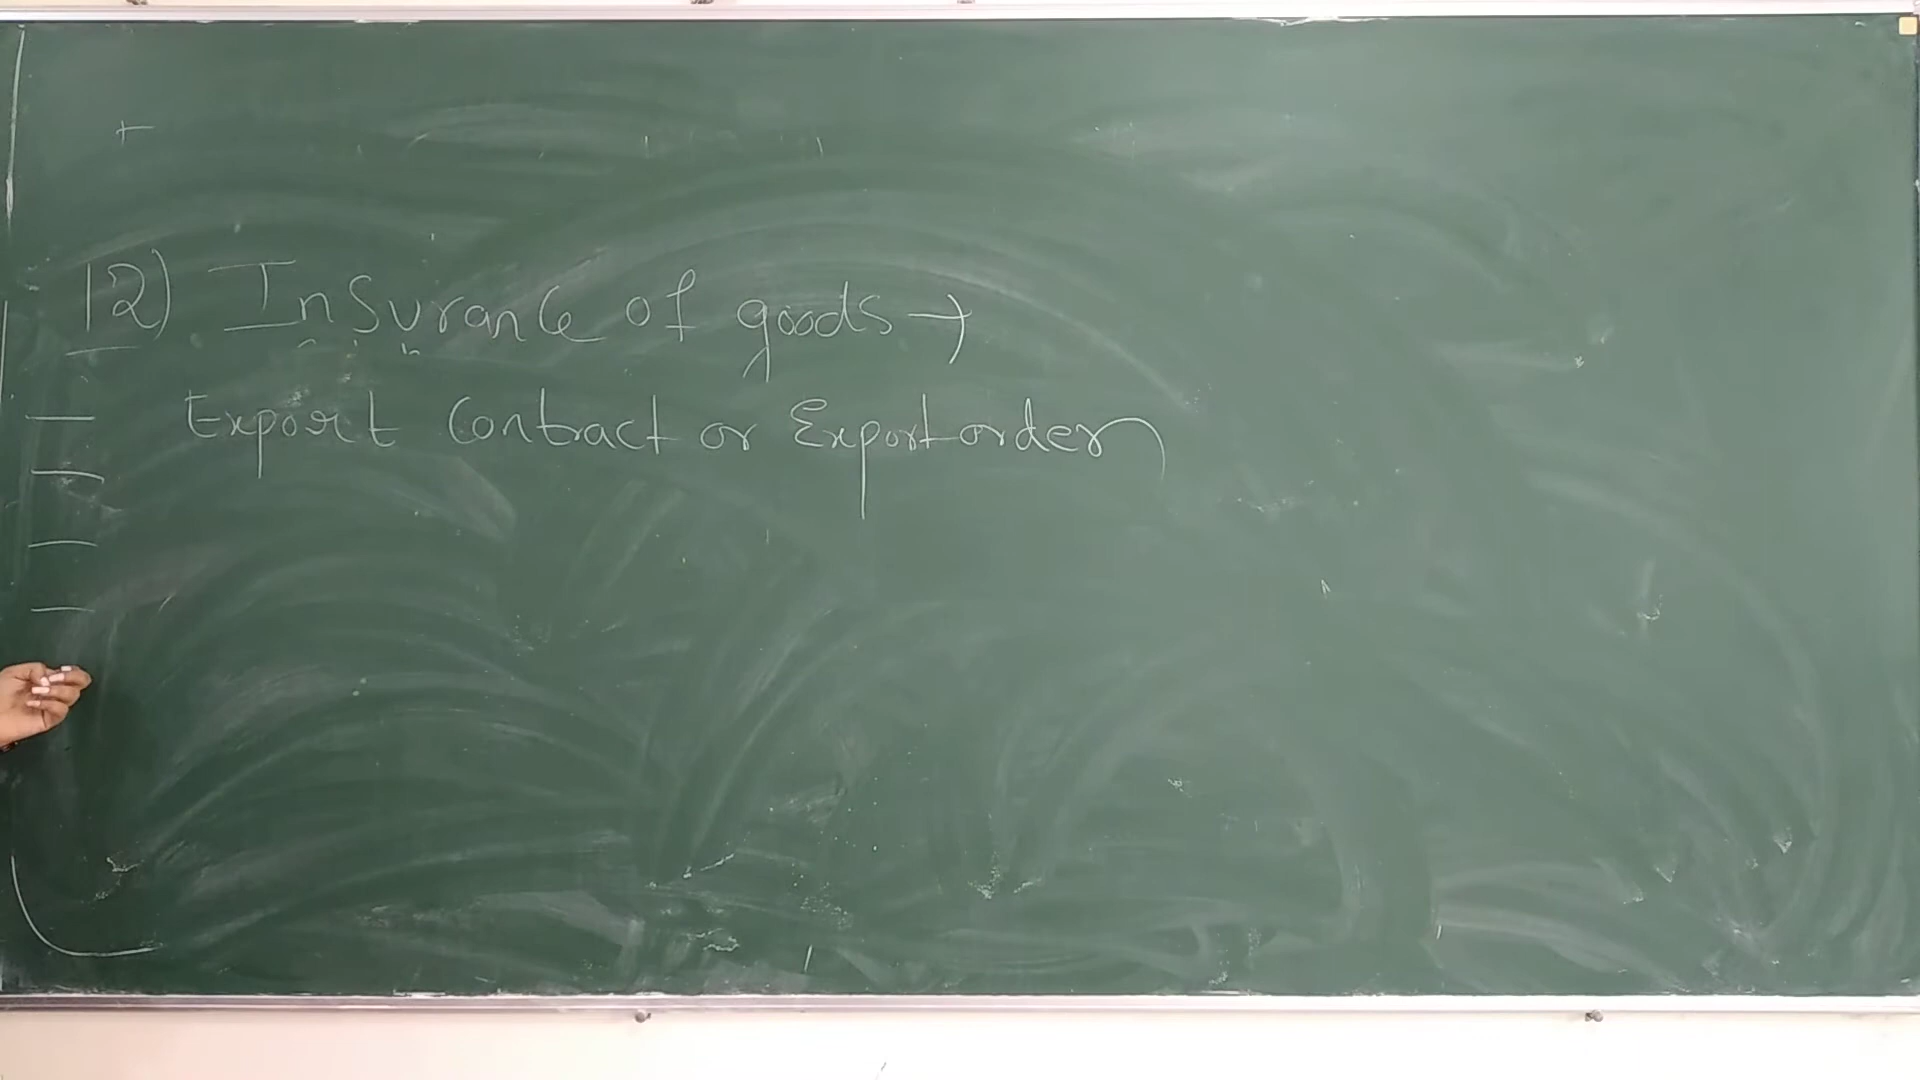 12) Insurance of goods →
Export Contract or Export order